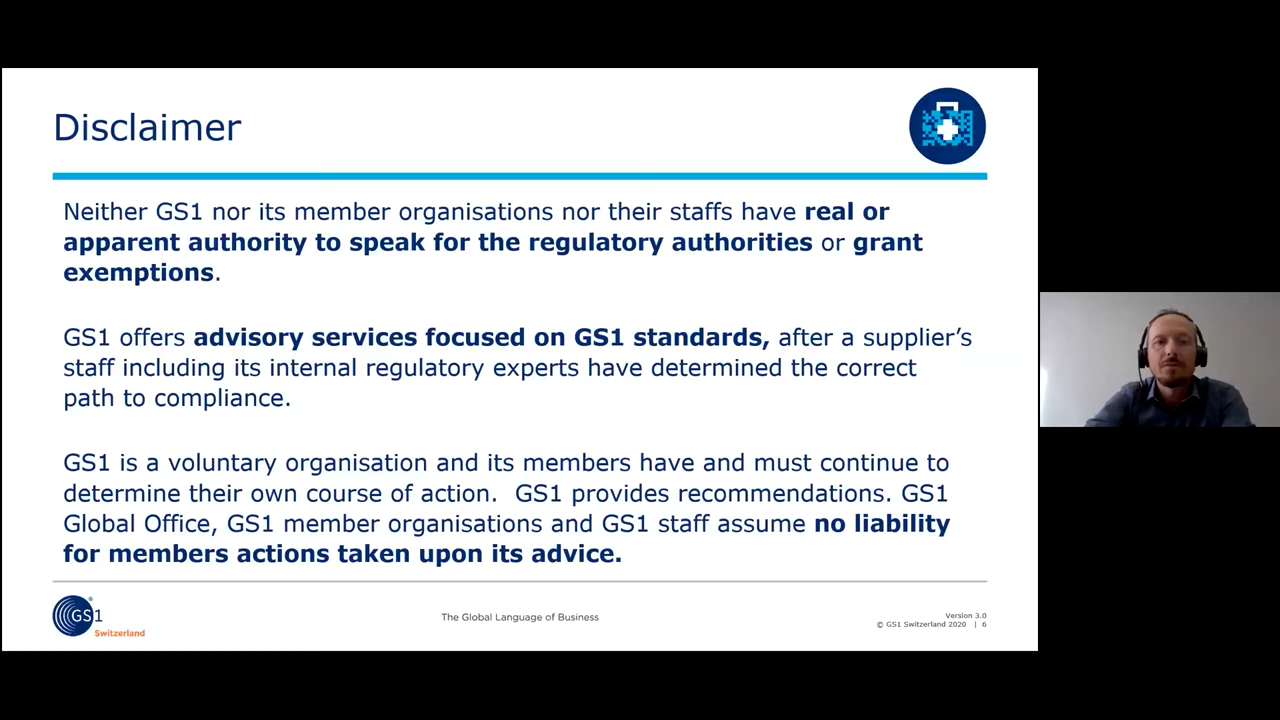 Disclaimer
Neither GS1 nor its member organisations nor their staffs have real or
apparent authority to speak for the regulatory authorities or grant
exemptions.
GS1 offers advisory services focused on GS1 standards, after a supplier’s
staff including its internal regulatory experts have determined the correct
path to compliance.
GS1 is a voluntary organisation and its members have and must continue to
determine their own course of action.  GS1 provides recommendations. GS1
Global Office, GS1 member organisations and GS1 staff assume no liability
for members actions taken upon its advice.
GS1
®
Switzerland
The Global Language of Business
Version 3.0
© GS1 Switzerland 2020 | 6